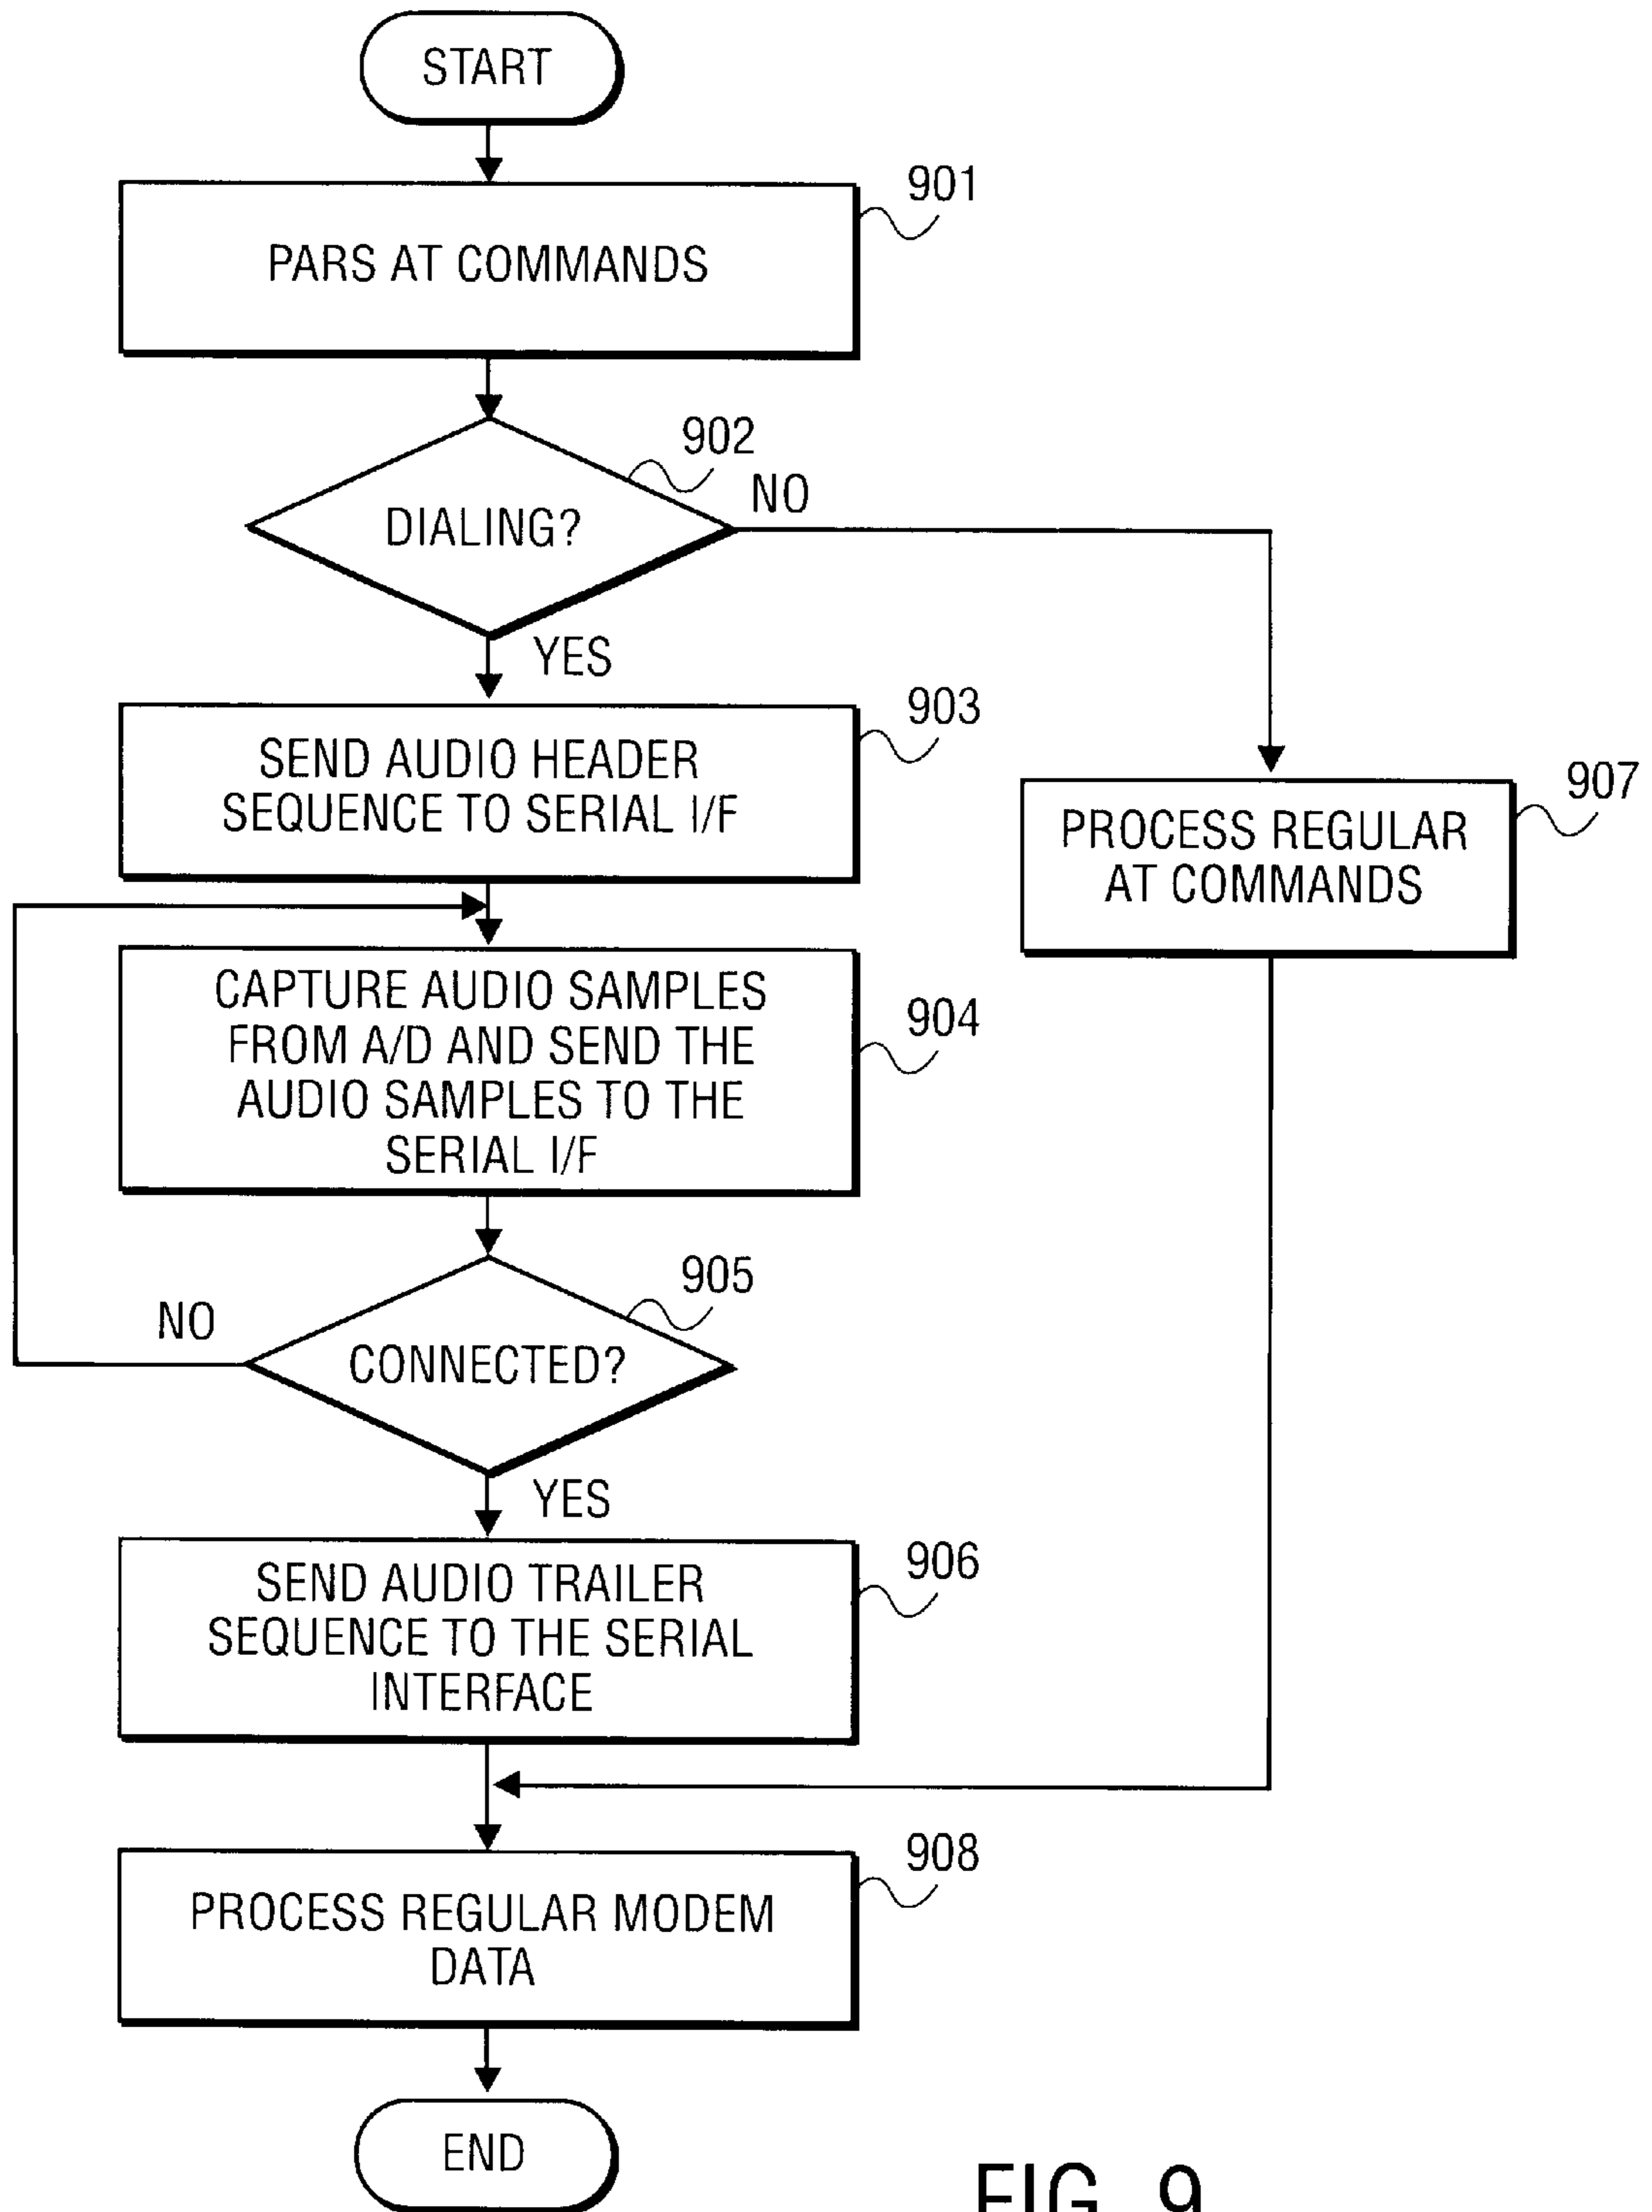 START
901
PARS AT COMMANDS
902
NO
DIALING?
YES
903
SEND AUDIO HEADER
SEQUENCE TO SERIAL I/F
907
PROCESS REGULAR
AT COMMANDS
904
CAPTURE AUDIO SAMPLES
FROM A/D AND SEND THE
AUDIO SAMPLES TO THE
SERIAL I/F
905
NO
CONNECTED?
YES
906
SEND AUDIO TRAILER
SEQUENCE TO THE SERIAL
INTERFACE
908
PROCESS REGULAR MODEM
DATA
END
FIG. 9